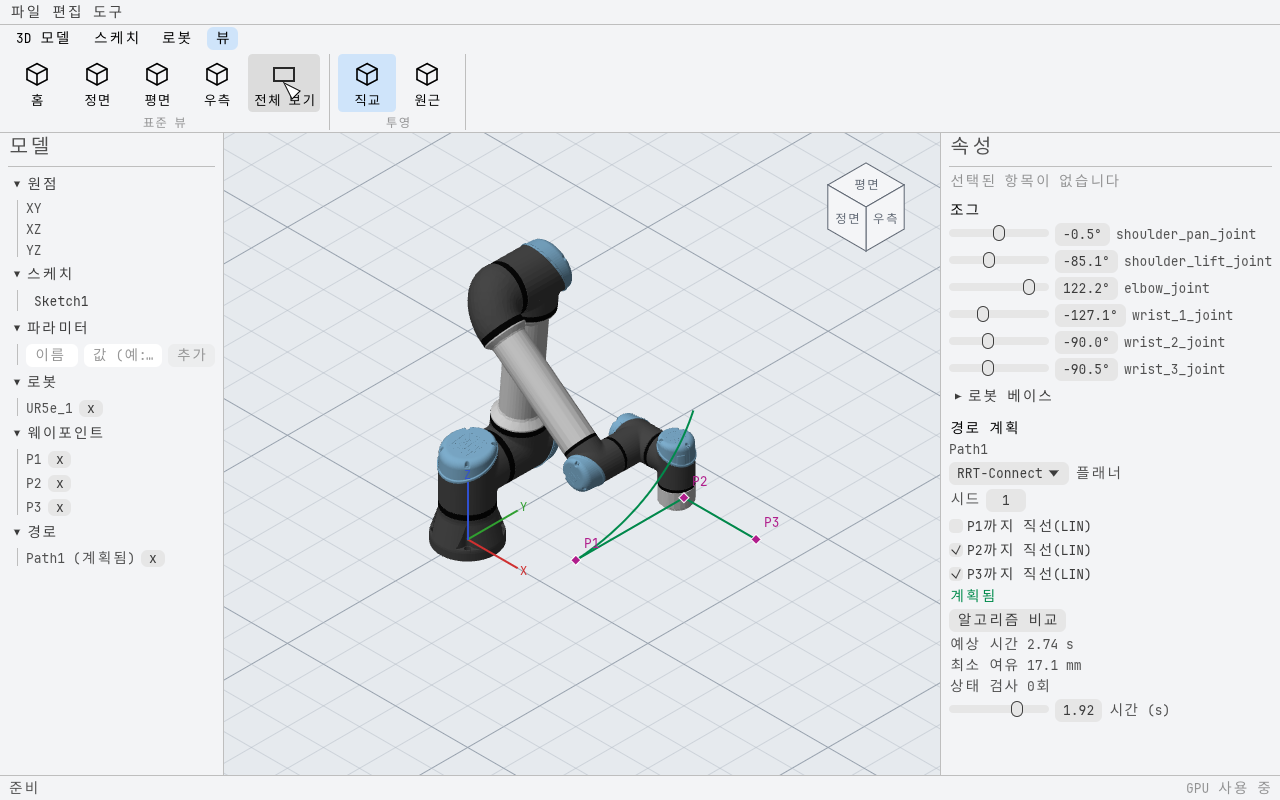 파일 편집 도구
3D 모델 스케치 로봇 뷰
홈 정면 평면 우측 전체 보기 직교 원근
표준 뷰 투영
모델
▼ 원점
XY
XZ
YZ
▼ 스케치
Sketch1
▼ 파라미터
이름 값 (예:… 추가
▼ 로봇
UR5e_1 x
▼ 웨이포인트
P1 x
P2 x
P3 x
▼ 경로
Path1 (계획됨) x
평면
정면 우측
Z
Y
X
P1
P2
P3
속성
선택된 항목이 없습니다
조그
-0.5° shoulder_pan_joint
-85.1° shoulder_lift_joint
122.2° elbow_joint
-127.1° wrist_1_joint
-90.0° wrist_2_joint
-90.5° wrist_3_joint
▶ 로봇 베이스
경로 계획
Path1
RRT-Connect ▼ 플래너
시드 1
P1까지 직선(LIN)
P2까지 직선(LIN)
P3까지 직선(LIN)
계획됨
알고리즘 비교
예상 시간 2.74 s
최소 여유 17.1 mm
상태 검사 0회
1.92 시간 (s)
준비
GPU 사용 중